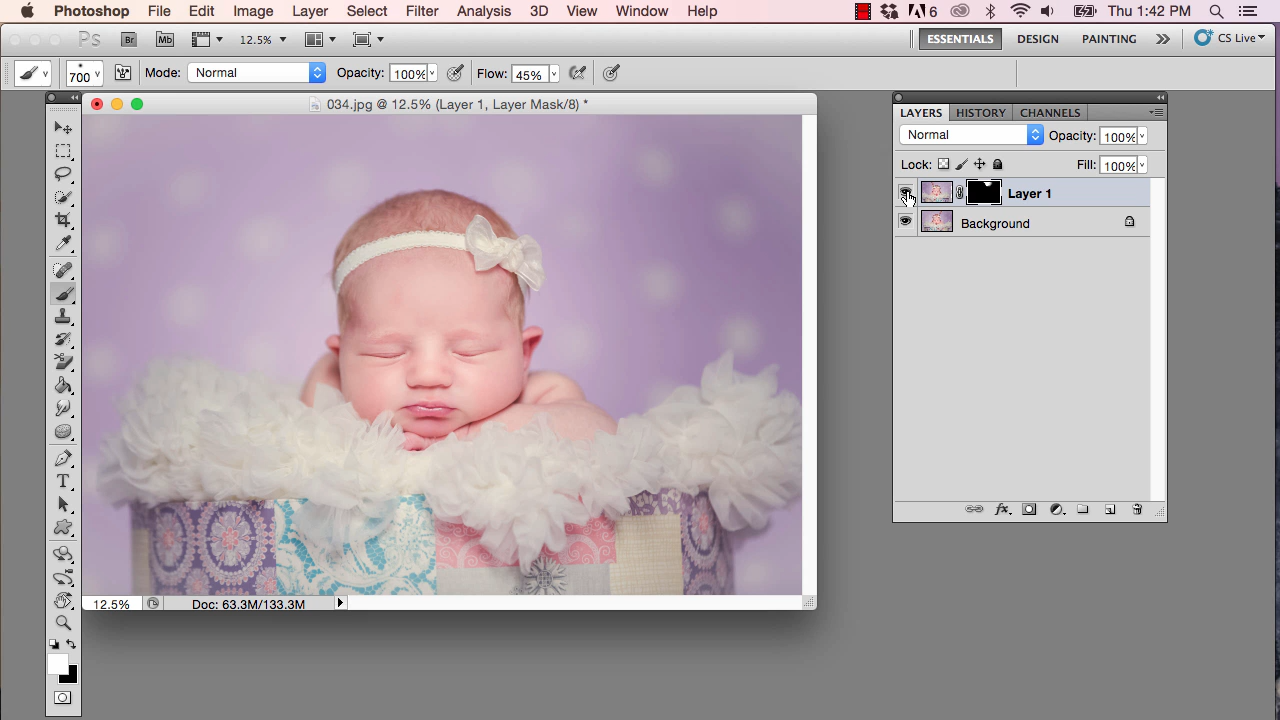 Photoshop File Edit Image Layer Select Filter Analysis 3D View Window Help 6 Thu 1:42 PM
Ps Br Mb 12.5% ESSENTIALS DESIGN PAINTING CS Live
700 Mode: Normal Opacity: 100% Flow: 45%
034.jpg @ 12.5% (Layer 1, Layer Mask/8) *
LAYERS HISTORY CHANNELS
Normal Opacity: 100%
Lock: Fill: 100%
Layer 1
Background
T
fx
12.5% Doc: 63.3M/133.3M